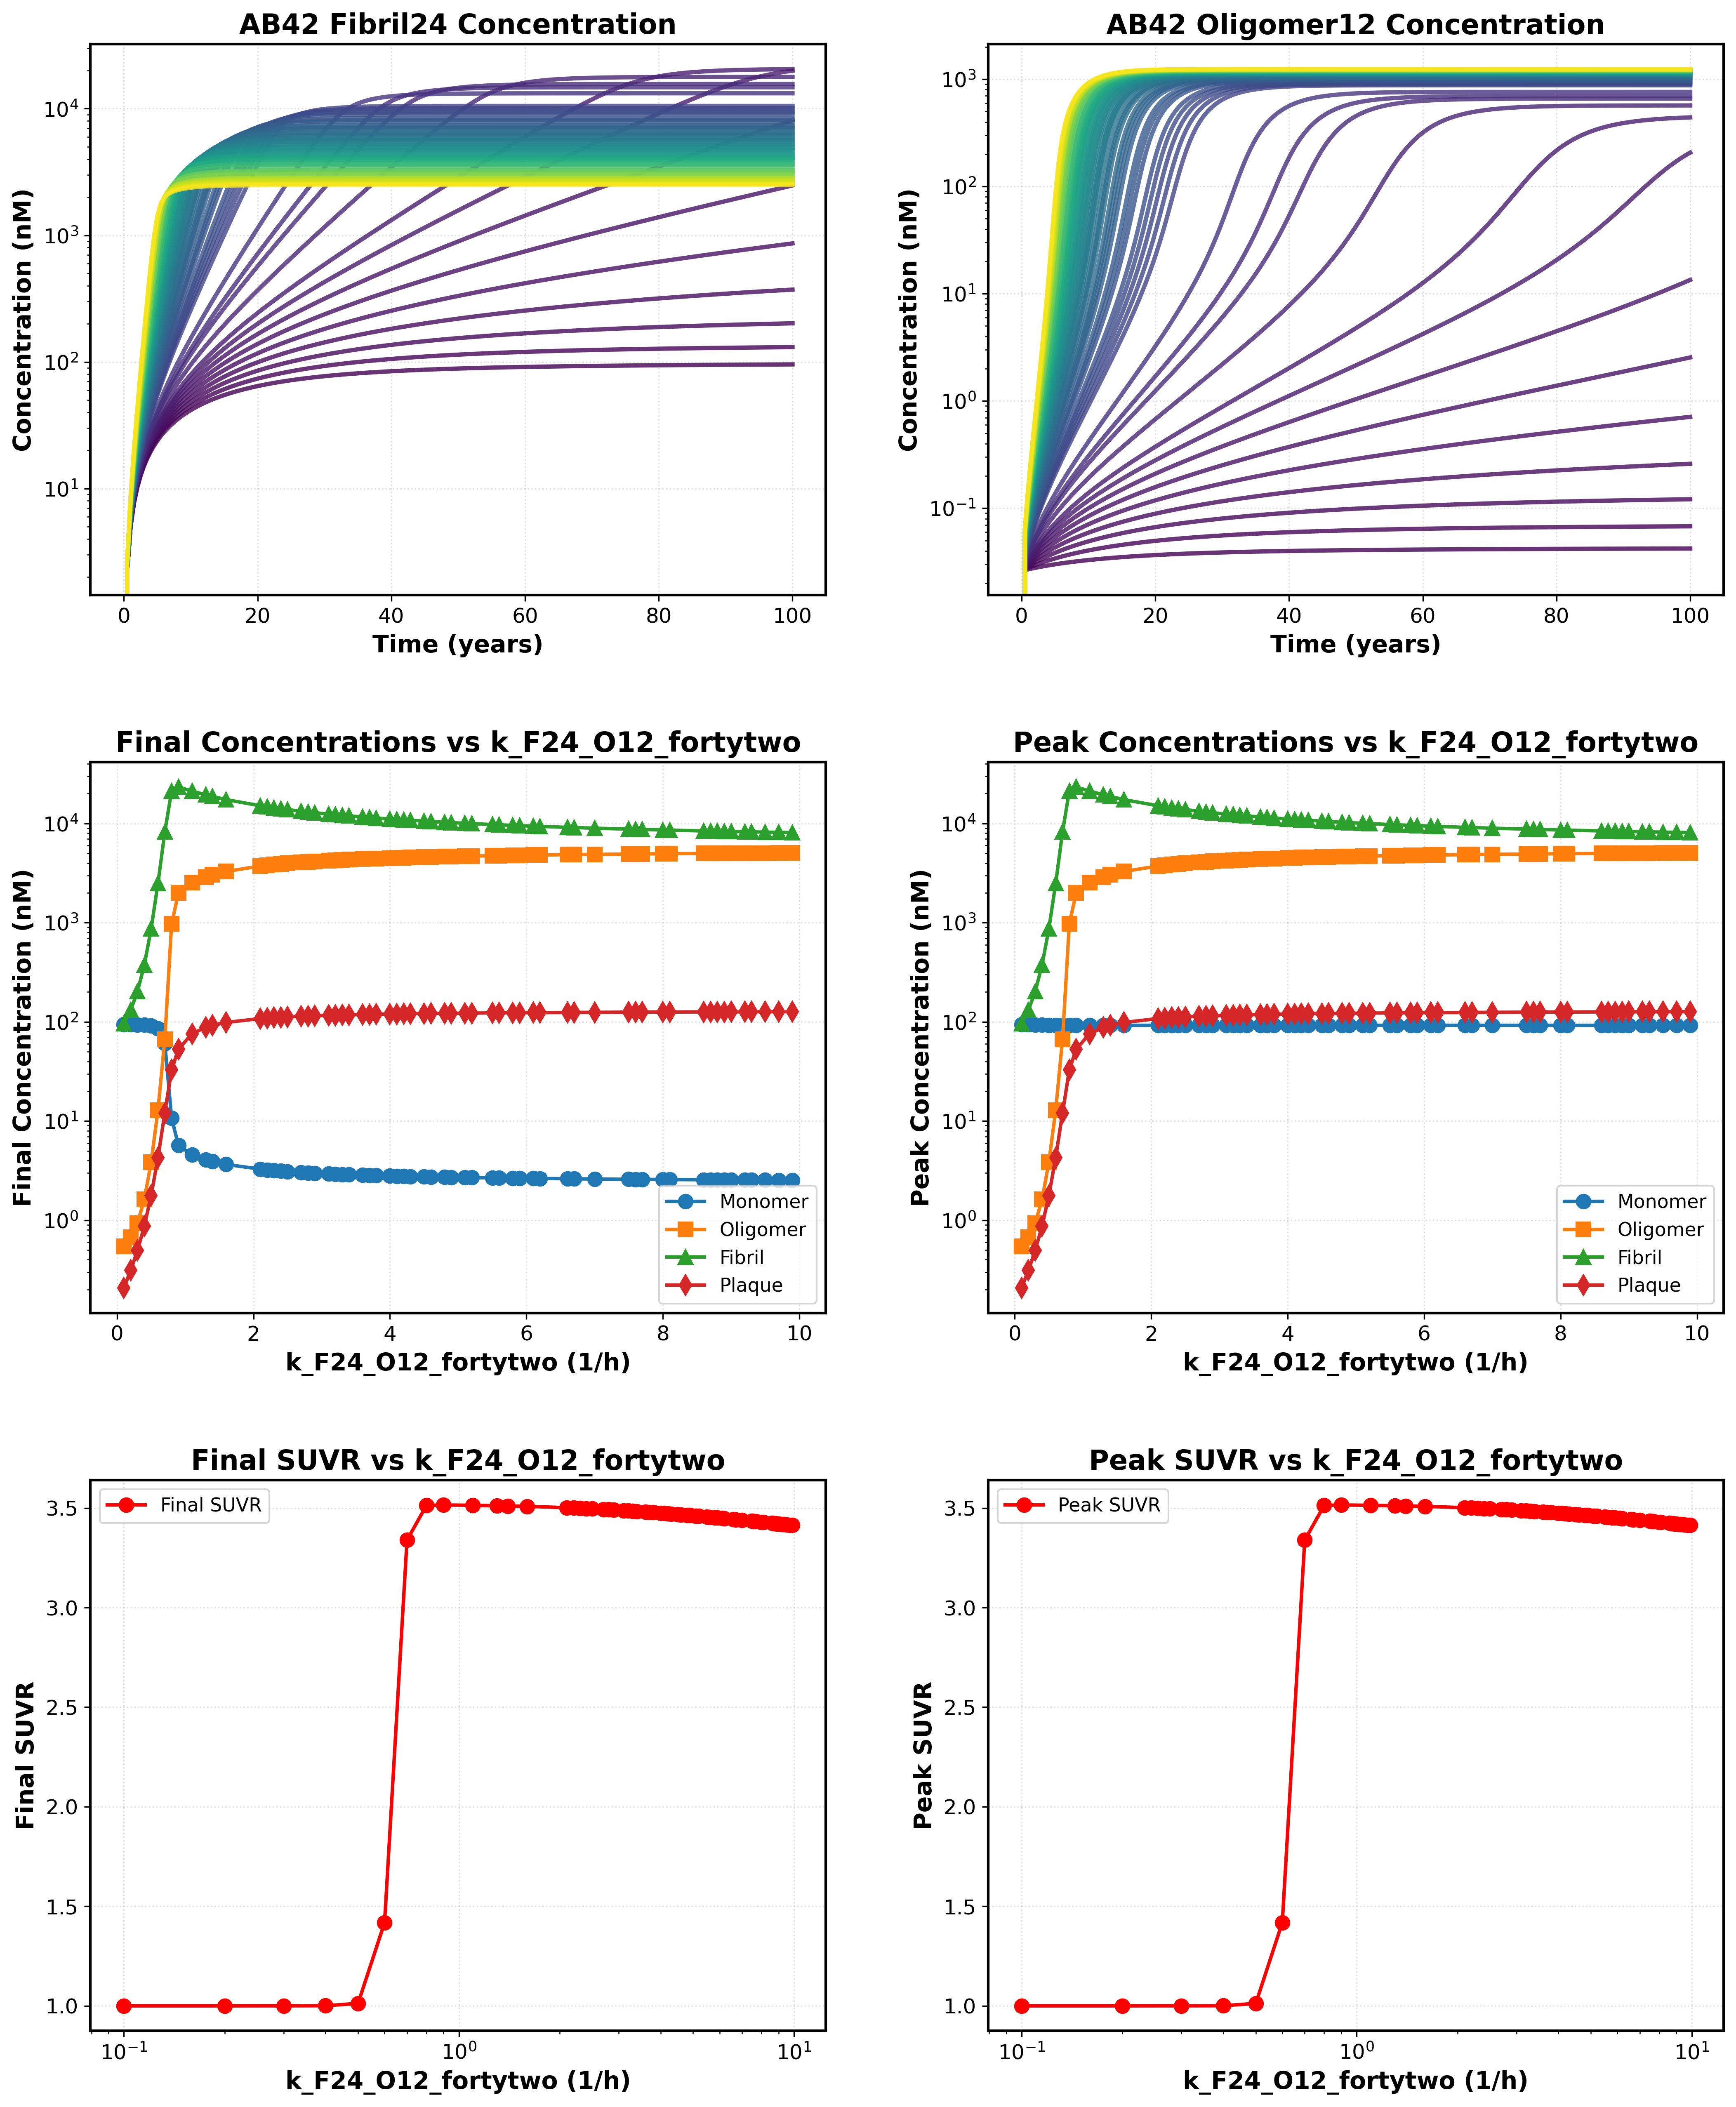 AB42 Fibril24 Concentration
Concentration (nM)
10⁴
10³
10²
10¹
0 20 40 60 80 100
Time (years)
AB42 Oligomer12 Concentration
Concentration (nM)
10³
10²
10¹
10⁰
10⁻¹
0 20 40 60 80 100
Time (years)
Final Concentrations vs k_F24_O12_fortytwo
Final Concentration (nM)
10⁴
10³
10²
10¹
10⁰
Monomer
Oligomer
Fibril
Plaque
0 2 4 6 8 10
k_F24_O12_fortytwo (1/h)
Peak Concentrations vs k_F24_O12_fortytwo
Peak Concentration (nM)
10⁴
10³
10²
10¹
10⁰
Monomer
Oligomer
Fibril
Plaque
0 2 4 6 8 10
k_F24_O12_fortytwo (1/h)
Final SUVR vs k_F24_O12_fortytwo
Final SUVR
Final SUVR
3.5
3.0
2.5
2.0
1.5
1.0
10⁻¹ 10⁰ 10¹
k_F24_O12_fortytwo (1/h)
Peak SUVR vs k_F24_O12_fortytwo
Peak SUVR
Peak SUVR
3.5
3.0
2.5
2.0
1.5
1.0
10⁻¹ 10⁰ 10¹
k_F24_O12_fortytwo (1/h)